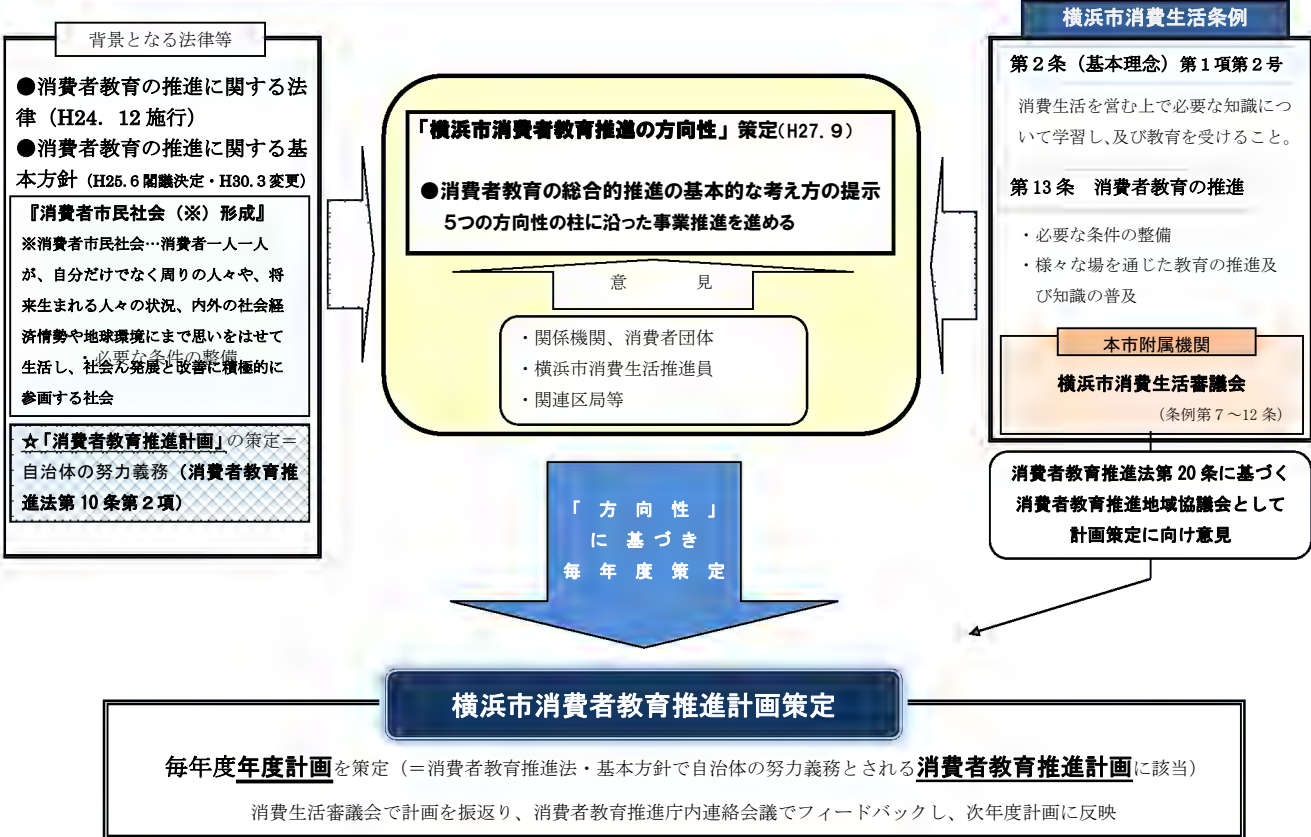 背景となる法律等
●消費者教育の推進に関する法
律（H24．12 施行）
●消費者教育の推進に関する基
本方針（H25.6 閣議決定・H30.3 変更）
『消費者市民社会（※）形成』
※消費者市民社会…消費者一人一人
が、自分だけでなく周りの人々や、将
来生まれる人々の状況、内外の社会経
済情勢や地球環境にまで思いをはせて
・必要な条件の整備
生活し、社会ん発展と改善に積極的に
参画する社会
★「消費者教育推進計画」の策定＝
自治体の努力義務（消費者教育推
進法第 10 条第２項）
「横浜市消費者教育推進の方向性」策定(H27.9)
●消費者教育の総合的推進の基本的な考え方の提示
５つの方向性の柱に沿った事業推進を進める
意　見
・関係機関、消費者団体
・横浜市消費生活推進員
・関連区局等
横浜市消費生活条例
第２条（基本理念）第１項第２号
消費生活を営む上で必要な知識につ
いて学習し、及び教育を受けること。
第 13 条　消費者教育の推進
・必要な条件の整備
・様々な場を通じた教育の推進及
び知識の普及
本市附属機関
横浜市消費生活審議会
（条例第７～12 条）
消費者教育推進法第 20 条に基づく
消費者教育推進地域協議会として
計画策定に向け意見
「方向性」
に基づき
毎年度策定
横浜市消費者教育推進計画策定
毎年度年度計画を策定（＝消費者教育推進法・基本方針で自治体の努力義務とされる消費者教育推進計画に該当）
消費生活審議会で計画を振返り、消費者教育推進庁内連絡会議でフィードバックし、次年度計画に反映